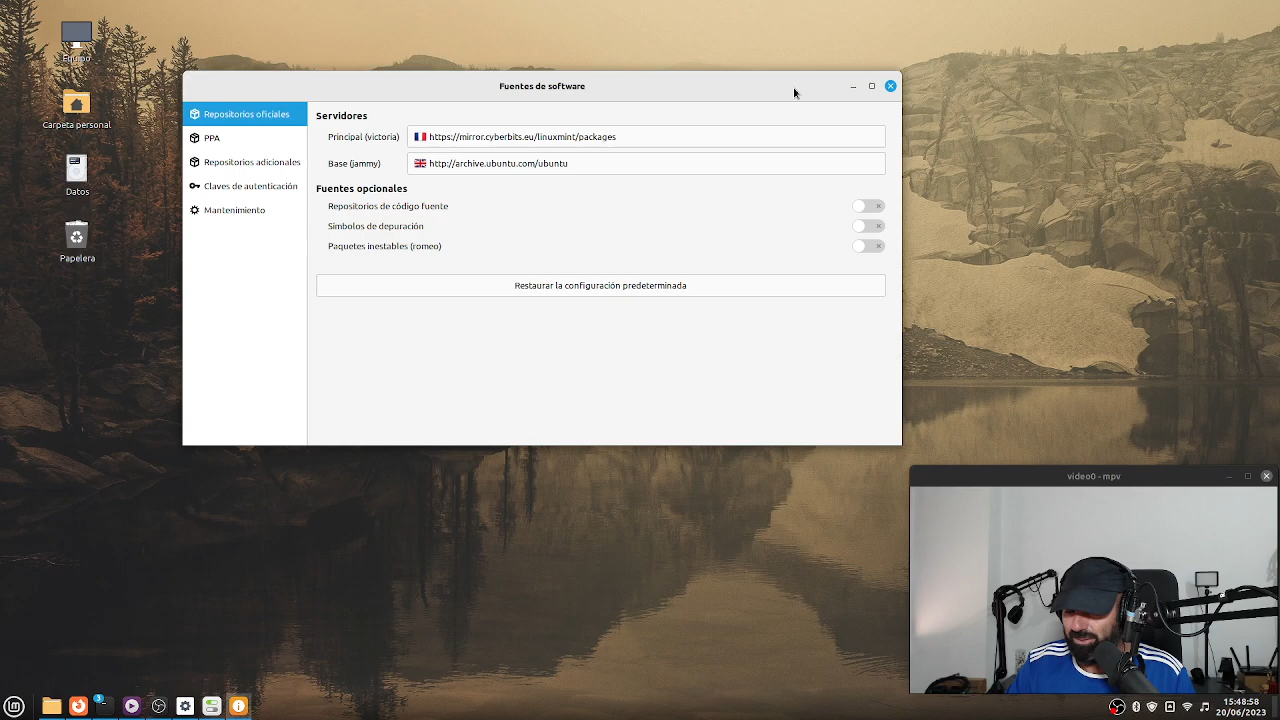 Equipo
Carpeta personal
Datos
Papelera
Fuentes de software
Repositorios oficiales
PPA
Repositorios adicionales
Claves de autenticación
Mantenimiento
Servidores
Principal (victoria) https://mirror.cyberbits.eu/linuxmint/packages
Base (jammy) http://archive.ubuntu.com/ubuntu
Fuentes opcionales
Repositorios de código fuente
Símbolos de depuración
Paquetes inestables (romeo)
Restaurar la configuración predeterminada
video0 - mpv
3
15:48:58
20/06/2023